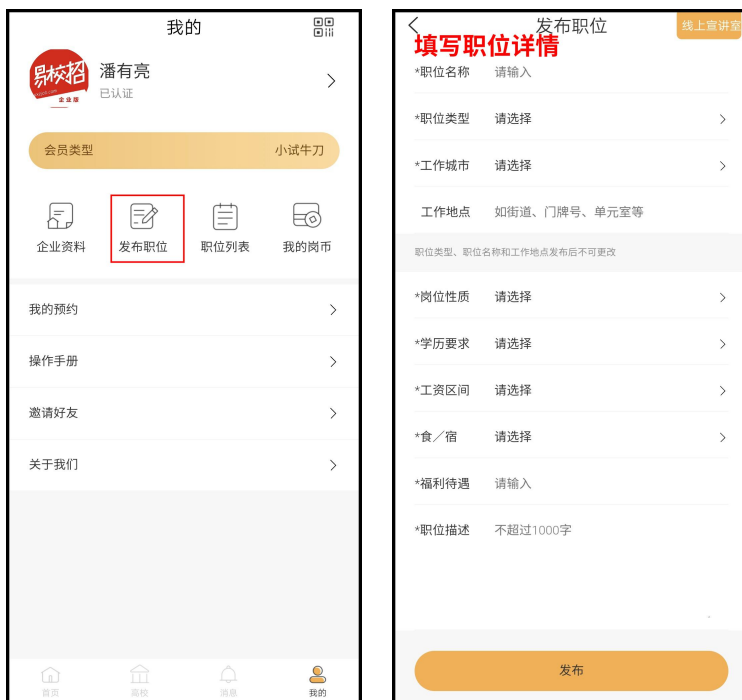 我的
易校招
企业版
潘有亮
已认证
会员类型
小试牛刀
企业资料
发布职位
职位列表
我的岗币
我的预约
操作手册
邀请好友
关于我们
首页
高校
消息
我的
发布职位
线上宣讲室
填写职位详情
*职位名称 请输入
*职位类型 请选择
*工作城市 请选择
工作地点 如街道、门牌号、单元室等
职位类型、职位名称和工作地点发布后不可更改
*岗位性质 请选择
*学历要求 请选择
*工资区间 请选择
*食／宿 请选择
*福利待遇 请输入
*职位描述 不超过1000字
发布